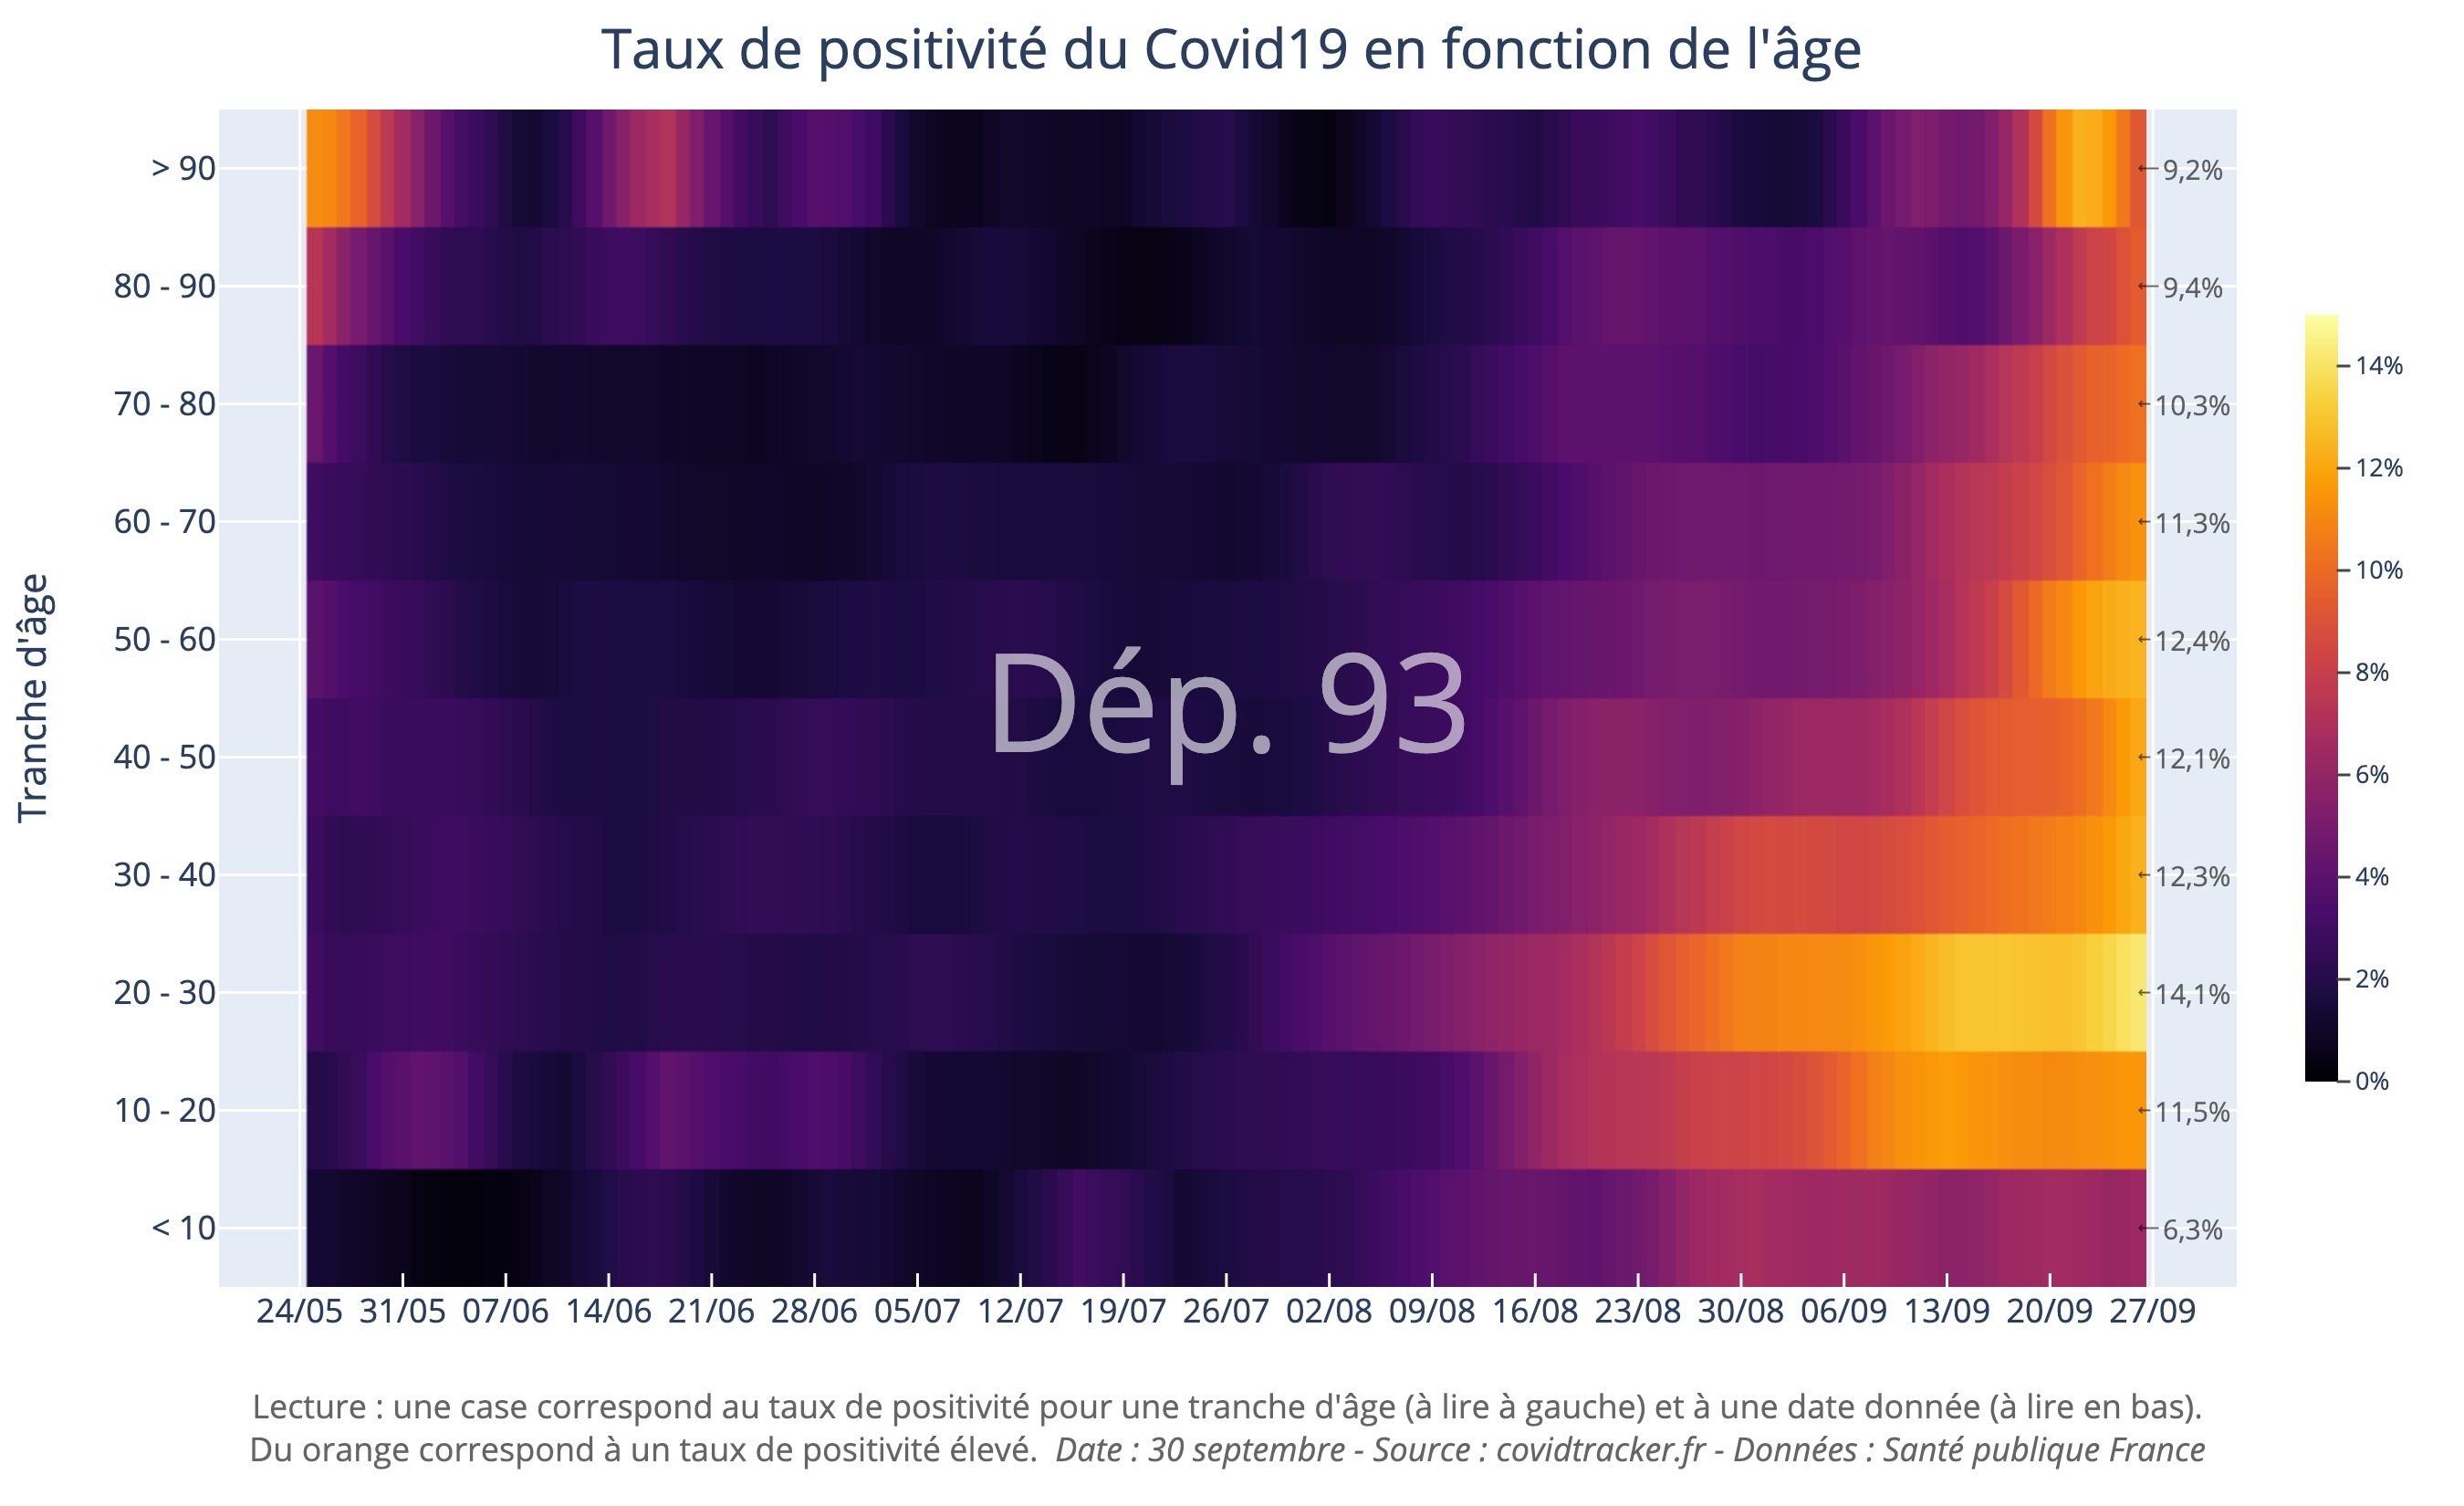 Taux de positivité du Covid19 en fonction de l'âge
Tranche d'âge
> 90
80 - 90
70 - 80
60 - 70
50 - 60
40 - 50
30 - 40
20 - 30
10 - 20
< 10
Dép. 93
←9,2%
←9,4%
←10,3%
←11,3%
←12,4%
←12,1%
←12,3%
←14,1%
←11,5%
←6,3%
14%
12%
10%
8%
6%
4%
2%
0%
24/05 31/05 07/06 14/06 21/06 28/06 05/07 12/07 19/07 26/07 02/08 09/08 16/08 23/08 30/08 06/09 13/09 20/09 27/09
Lecture : une case correspond au taux de positivité pour une tranche d'âge (à lire à gauche) et à une date donnée (à lire en bas).
Du orange correspond à un taux de positivité élevé. Date : 30 septembre - Source : covidtracker.fr - Données : Santé publique France